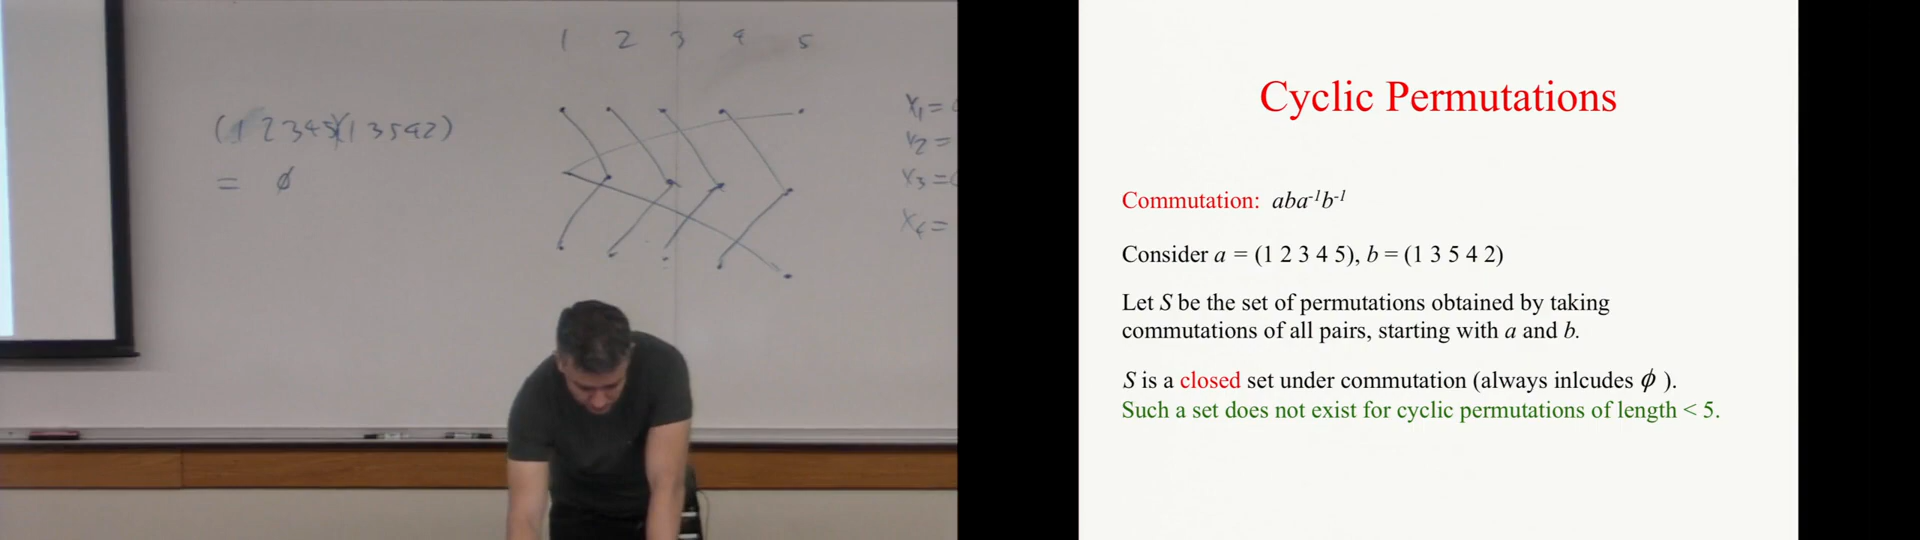 1 2 3 4 5
(1 2 3 4 5)(1 3 5 4 2)
= ϕ
X₁ =
X₂ =
X₃ =
Cyclic Permutations
Commutation: aba⁻¹b⁻¹
Consider a = (1 2 3 4 5), b = (1 3 5 4 2)
Let S be the set of permutations obtained by taking
commutations of all pairs, starting with a and b.
S is a closed set under commutation (always inlcudes ϕ ).
Such a set does not exist for cyclic permutations of length < 5.